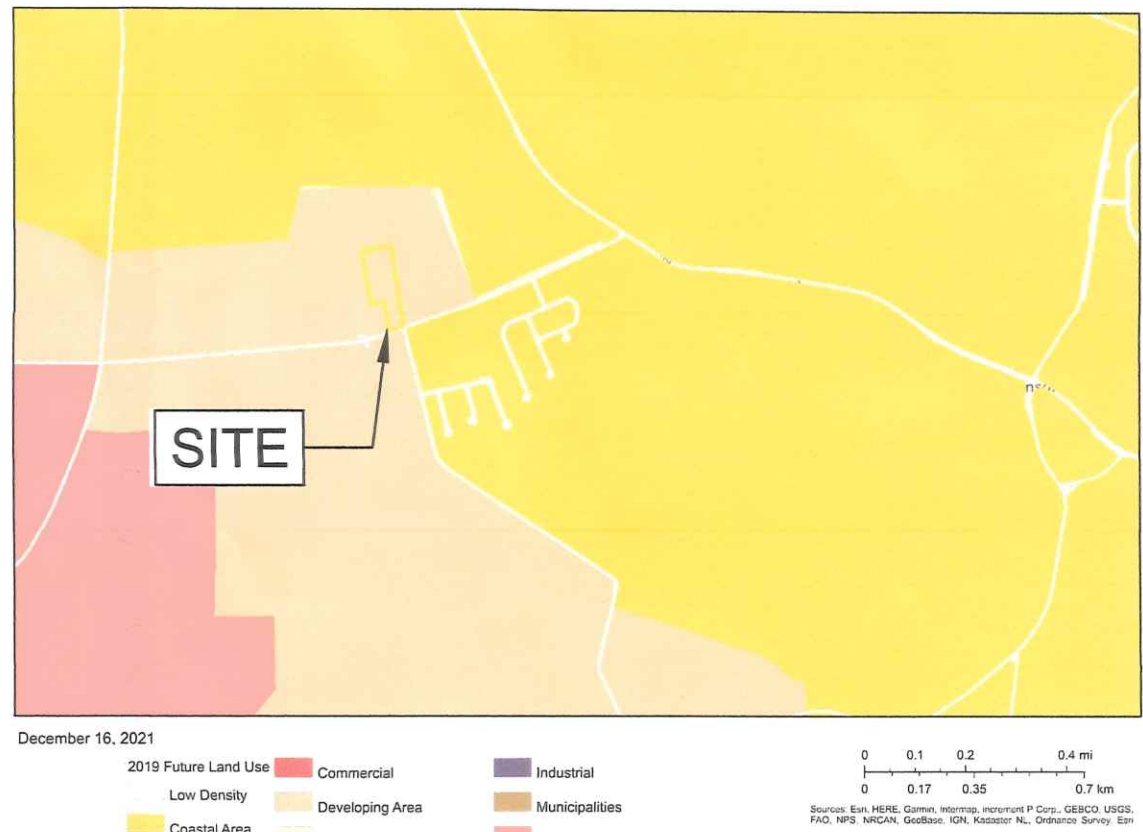 SITE
December 16, 2021
2019 Future Land Use
Low Density
Coastal Area
Commercial
Developing Area
Industrial
Municipalities
0 0.1 0.2 0.4 mi
0 0.17 0.35 0.7 km
Sources: Esri, HERE, Garmin, Intermap, increment P Corp., GEBCO, USGS,
FAO, NPS, NRCAN, GeoBase, IGN, Kadaster NL, Ordnance Survey, Esri